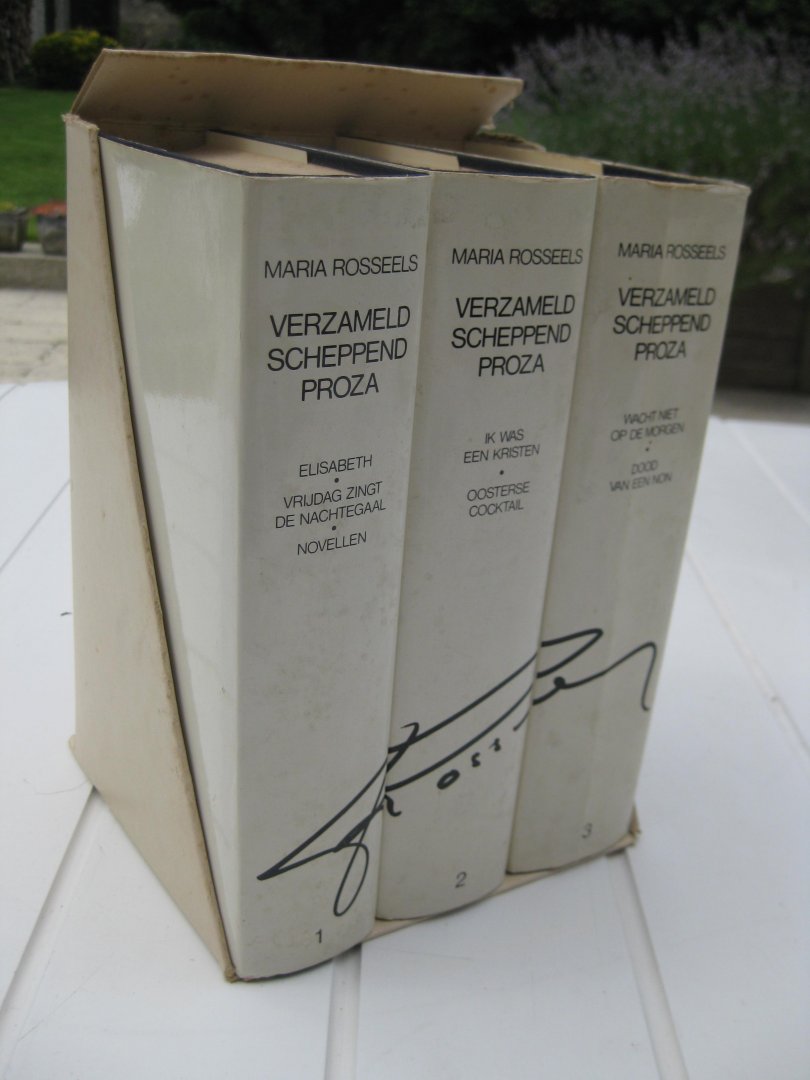 MARIA ROSSEELS
VERZAMELD
SCHEPPEND
PROZA
ELISABETH
•
VRIJDAG ZINGT
DE NACHTEGAAL
•
NOVELLEN
1
MARIA ROSSEELS
VERZAMELD
SCHEPPEND
PROZA
IK WAS
EEN KRISTEN
•
OOSTERSE
COCKTAIL
2
MARIA ROSSEELS
VERZAMELD
SCHEPPEND
PROZA
WACHT NIET
OP DE MORGEN
•
DOOD
VAN EEN NON
3